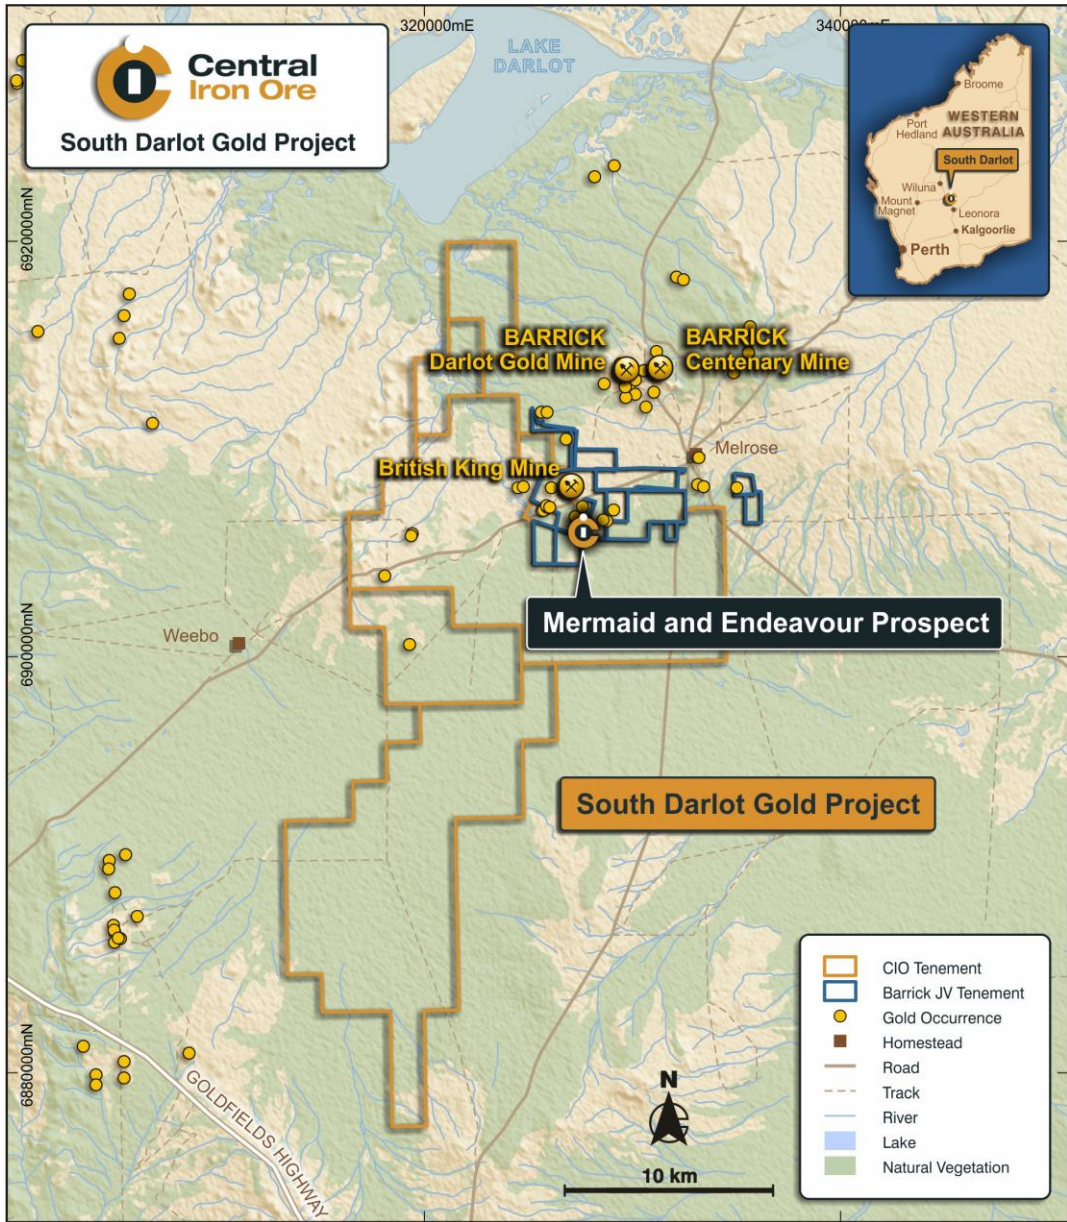 320000mE
340000mE
Central
Iron Ore
South Darlot Gold Project
LAKE
DARLOT
Broome
Port
Hedland
WESTERN
AUSTRALIA
South Darlot
Wiluna
Mount
Magnet
Leonora
Kalgoorlie
Perth
6920000mN
BARRICK
Darlot Gold Mine
BARRICK
Centenary Mine
Melrose
British King Mine
Mermaid and Endeavour Prospect
Weebo
6900000mN
South Darlot Gold Project
6880000mN
GOLDFIELDS HIGHWAY
N
10 km
CIO Tenement
Barrick JV Tenement
Gold Occurrence
Homestead
Road
Track
River
Lake
Natural Vegetation